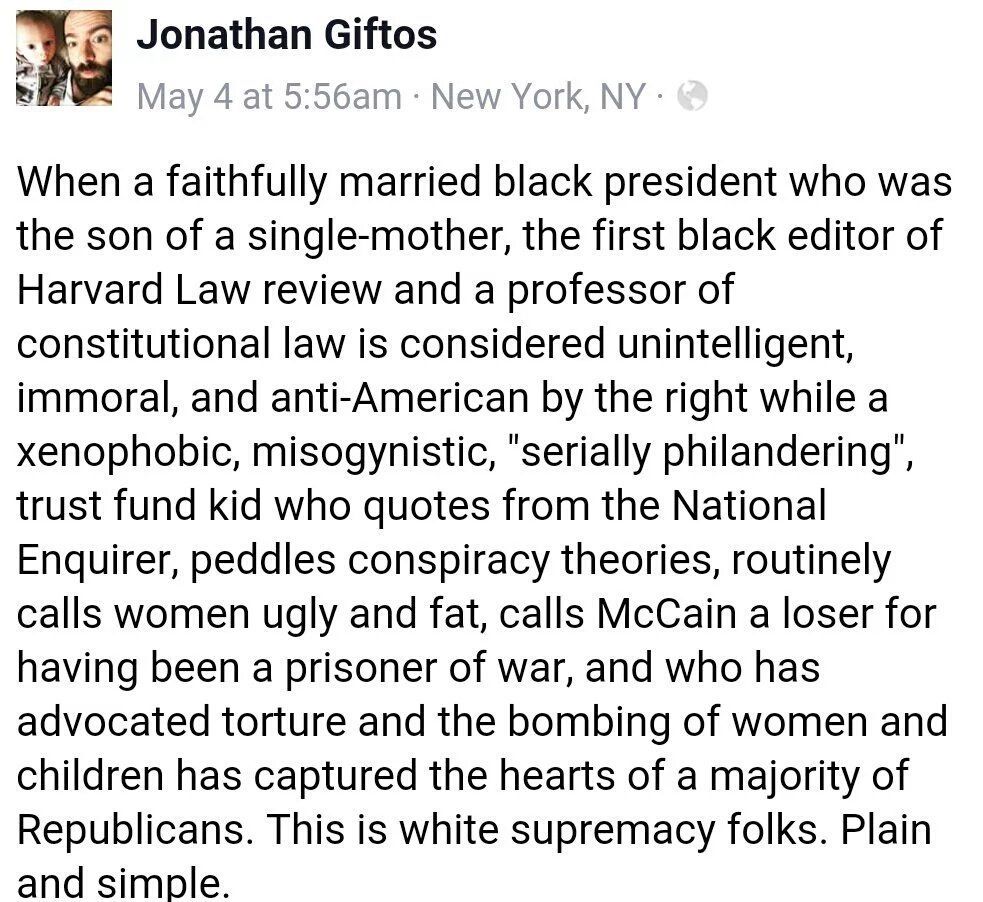 Jonathan Giftos
May 4 at 5:56am · New York, NY ·
When a faithfully married black president who was
the son of a single-mother, the first black editor of
Harvard Law review and a professor of
constitutional law is considered unintelligent,
immoral, and anti-American by the right while a
xenophobic, misogynistic, "serially philandering",
trust fund kid who quotes from the National
Enquirer, peddles conspiracy theories, routinely
calls women ugly and fat, calls McCain a loser for
having been a prisoner of war, and who has
advocated torture and the bombing of women and
children has captured the hearts of a majority of
Republicans. This is white supremacy folks. Plain
and simple.